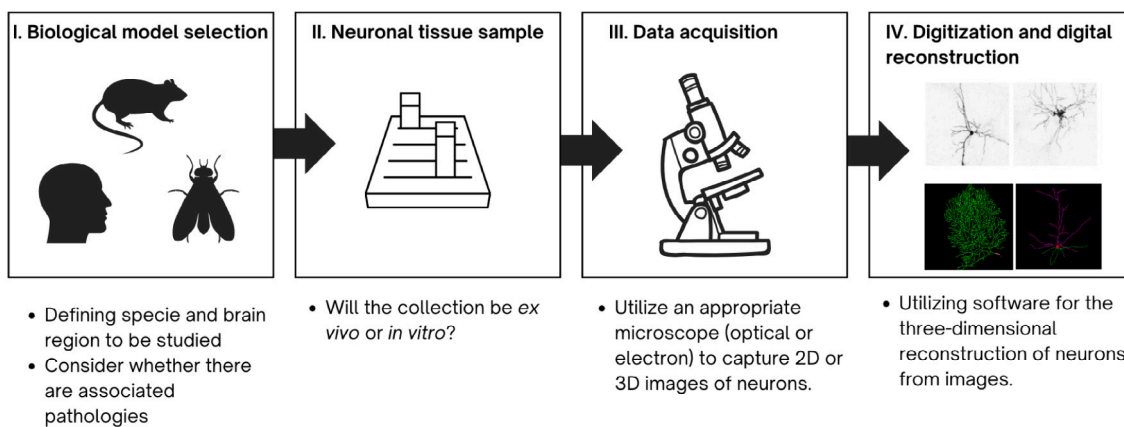 I. Biological model selection
II. Neuronal tissue sample
III. Data acquisition
IV. Digitization and digital
reconstruction
• Defining specie and brain
region to be studied
• Consider whether there
are associated
pathologies
• Will the collection be ex
vivo or in vitro?
• Utilize an appropriate
microscope (optical or
electron) to capture 2D or
3D images of neurons.
• Utilizing software for the
three-dimensional
reconstruction of neurons
from images.